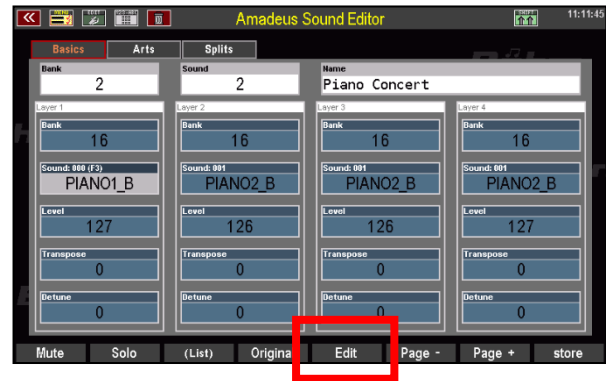 Amadeus Sound Editor
11:11:45
Basics Arts Splits
Bank Sound Name
2 2 Piano Concert
Layer 1 Layer 2 Layer 3 Layer 4
Bank Bank Bank Bank
16 16 16 16
Sound: 000 (F3) Sound: 001 Sound: 001 Sound: 001
PIANO1_B PIANO2_B PIANO2_B PIANO2_B
Level Level Level Level
127 126 126 127
Transpose Transpose Transpose Transpose
0 0 0 0
Detune Detune Detune Detune
0 0 0 0
Mute Solo (List) Origina Edit Page - Page + store